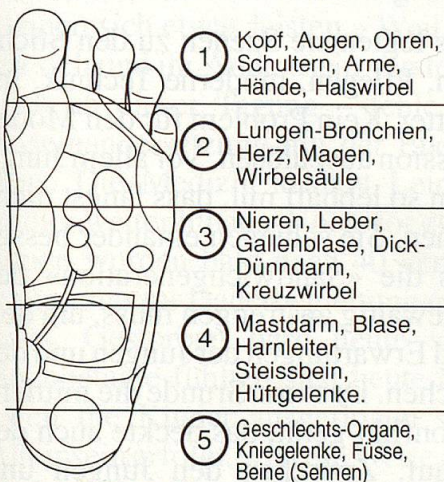 1
Kopf, Augen, Ohren,
Schultern, Arme,
Hände, Halswirbel
2
Lungen-Bronchien,
Herz, Magen,
Wirbelsäule
3
Nieren, Leber,
Gallenblase, Dick-
Dünndarm,
Kreuzwirbel
4
Mastdarm, Blase,
Harnleiter,
Steissbein,
Hüftgelenke.
5
Geschlechts-Organe,
Kniegelenke, Füsse,
Beine (Sehnen)